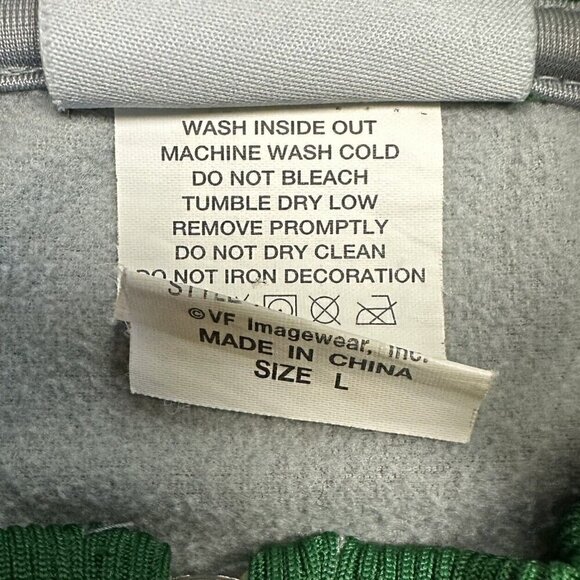 WASH INSIDE OUT
MACHINE WASH COLD
DO NOT BLEACH
TUMBLE DRY LOW
REMOVE PROMPTLY
DO NOT DRY CLEAN
DO NOT IRON DECORATION
STYLE
©VF Imagewear, Inc.
MADE IN CHINA
SIZE L